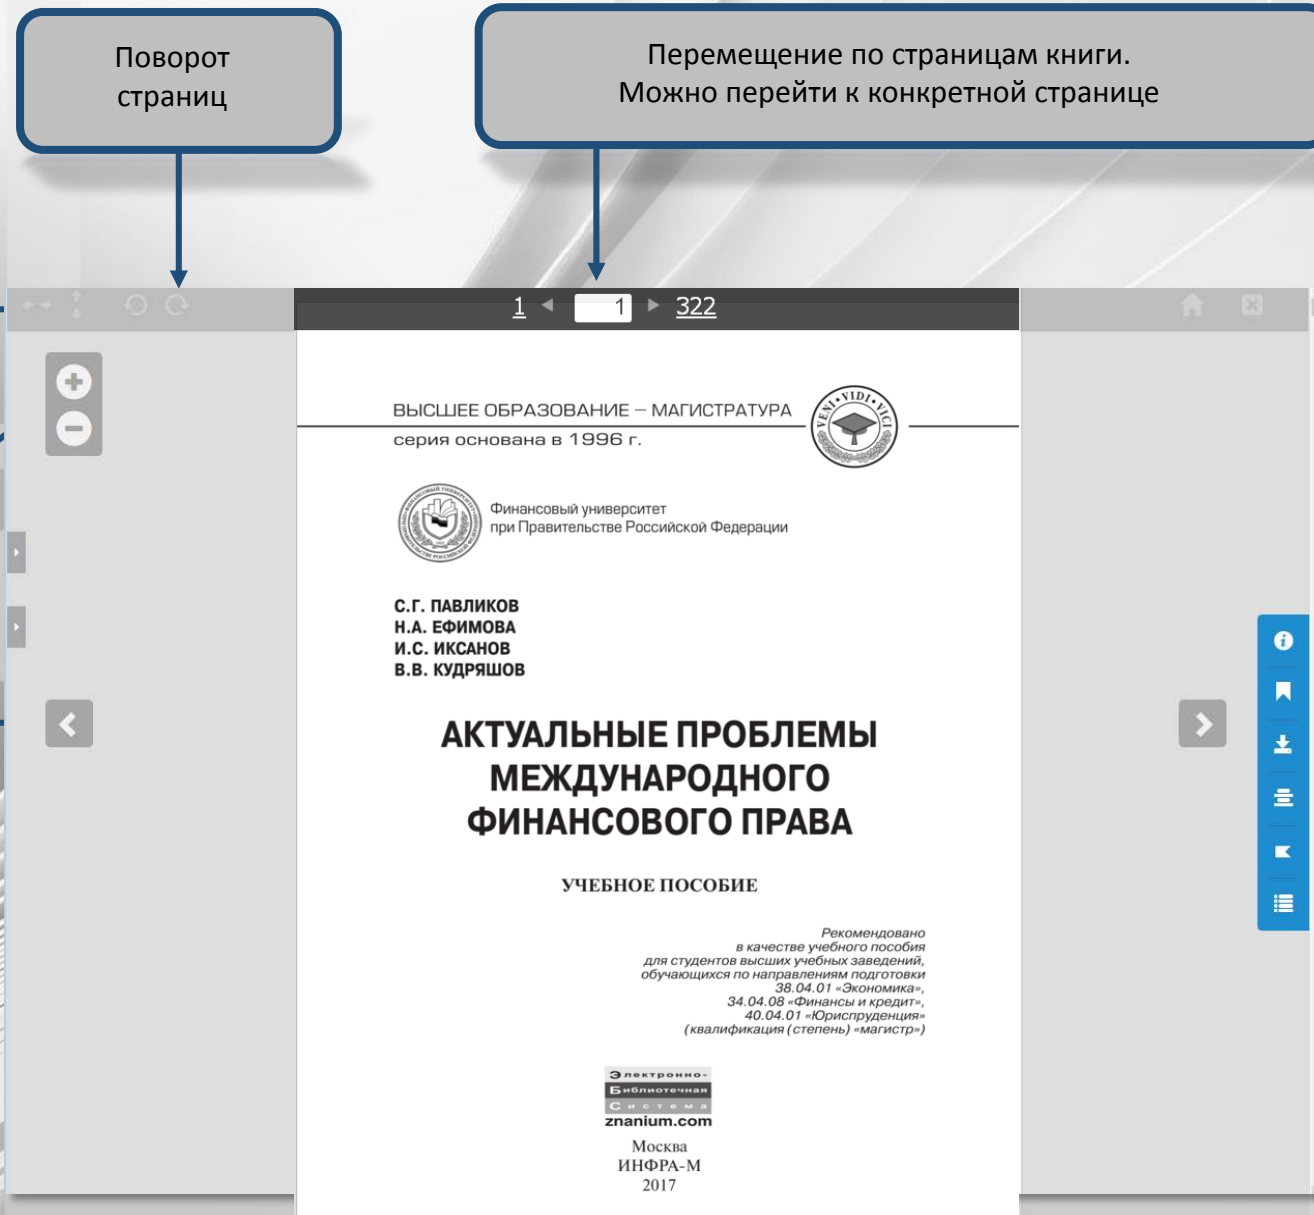 Поворот
страниц
Перемещение по страницам книги.
Можно перейти к конкретной странице
1 1 322
ВЫСШЕЕ ОБРАЗОВАНИЕ – МАГИСТРАТУРА
серия основана в 1996 г.
VENI • VIDI • VICI
Финансовый университет
при Правительстве Российской Федерации
С.Г. ПАВЛИКОВ
Н.А. ЕФИМОВА
И.С. ИКСАНОВ
В.В. КУДРЯШОВ
АКТУАЛЬНЫЕ ПРОБЛЕМЫ
МЕЖДУНАРОДНОГО
ФИНАНСОВОГО ПРАВА
УЧЕБНОЕ ПОСОБИЕ
Рекомендовано
в качестве учебного пособия
для студентов высших учебных заведений,
обучающихся по направлениям подготовки
38.04.01 «Экономика»,
34.04.08 «Финансы и кредит»,
40.04.01 «Юриспруденция»
(квалификация (степень) «магистр»)
Электронно-
Библиотечная
Система
znanium.com
Москва
ИНФРА-М
2017